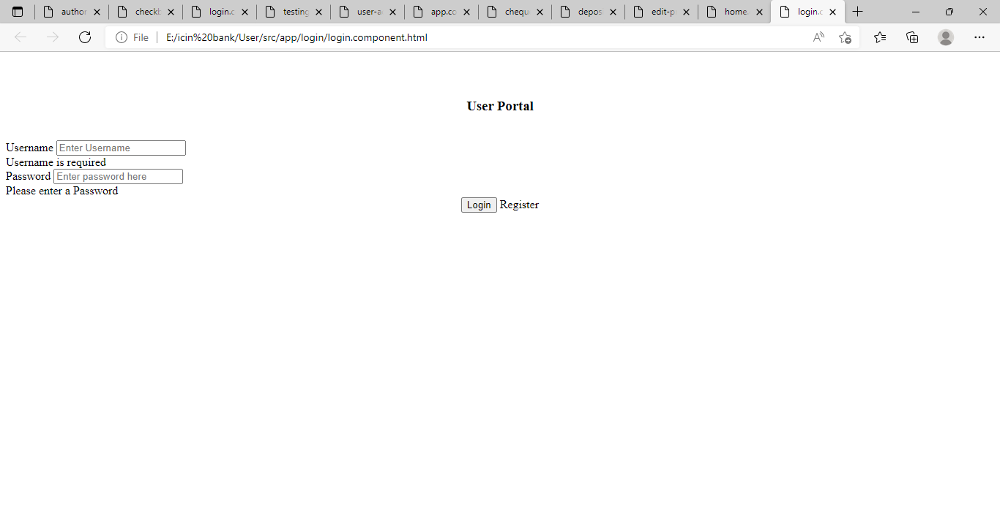 author checkb login.c testing user-a app.co chequ depos edit-p home. login.c
File E:/icin%20bank/User/src/app/login/login.component.html
User Portal
Username Enter Username
Username is required
Password Enter password here
Please enter a Password
Login Register